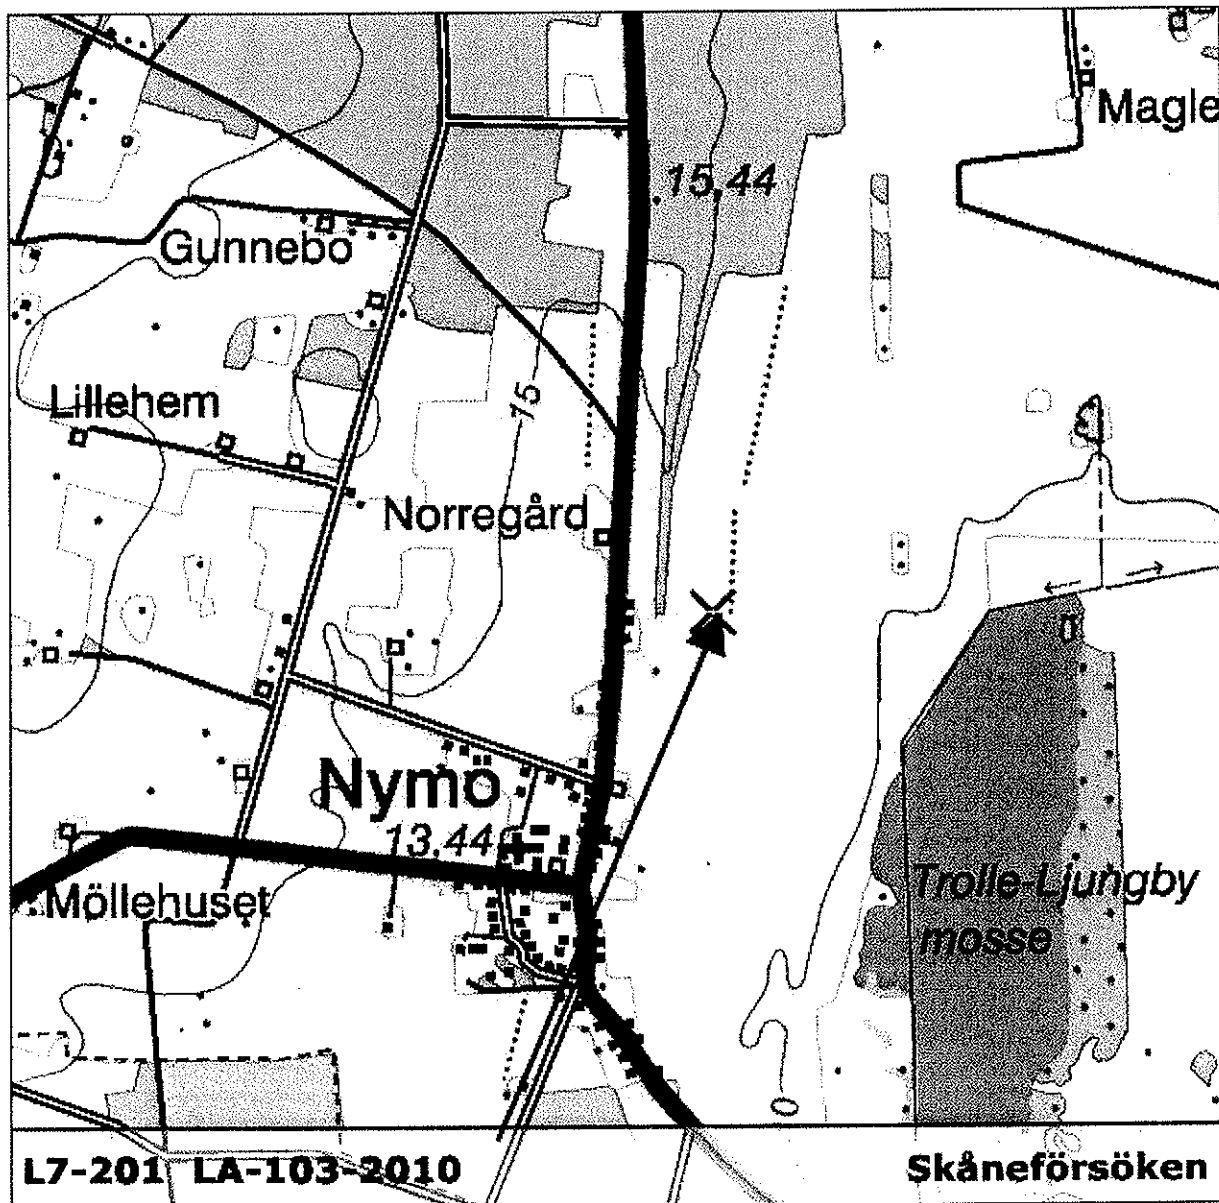 Magle
15,44
Gunnebo
Lillehem
15
Norregård
Nymö
13,44
Möllehuset
Trolle-Ljungby
mosse
0
L7-201 LA-103-2010 Skåneförsöken